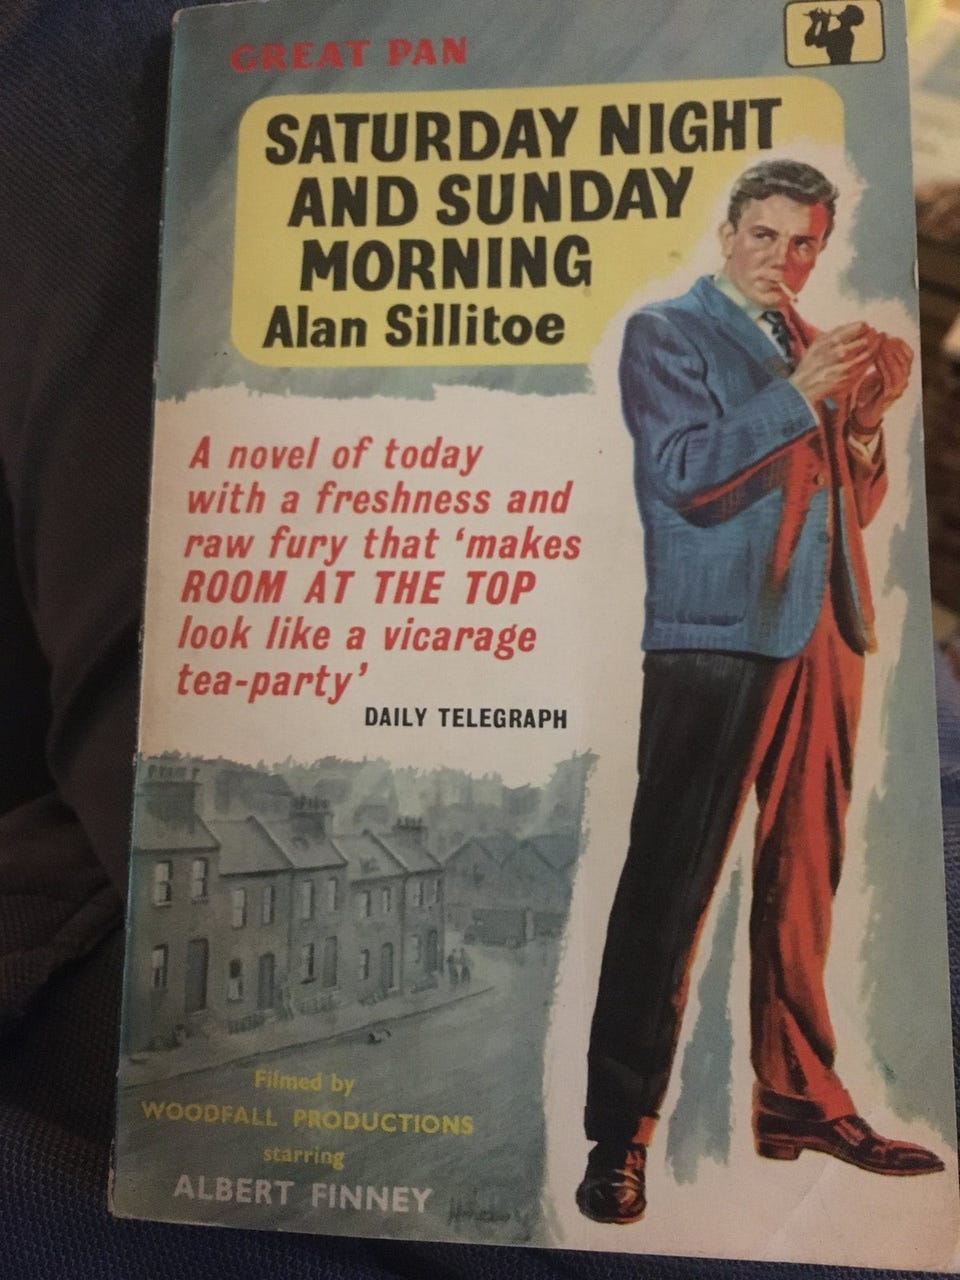 GREAT PAN
SATURDAY NIGHT
AND SUNDAY
MORNING
Alan Sillitoe
A novel of today
with a freshness and
raw fury that ‘makes
ROOM AT THE TOP
look like a vicarage
tea-party’
DAILY TELEGRAPH
Filmed by
WOODFALL PRODUCTIONS
starring
ALBERT FINNEY